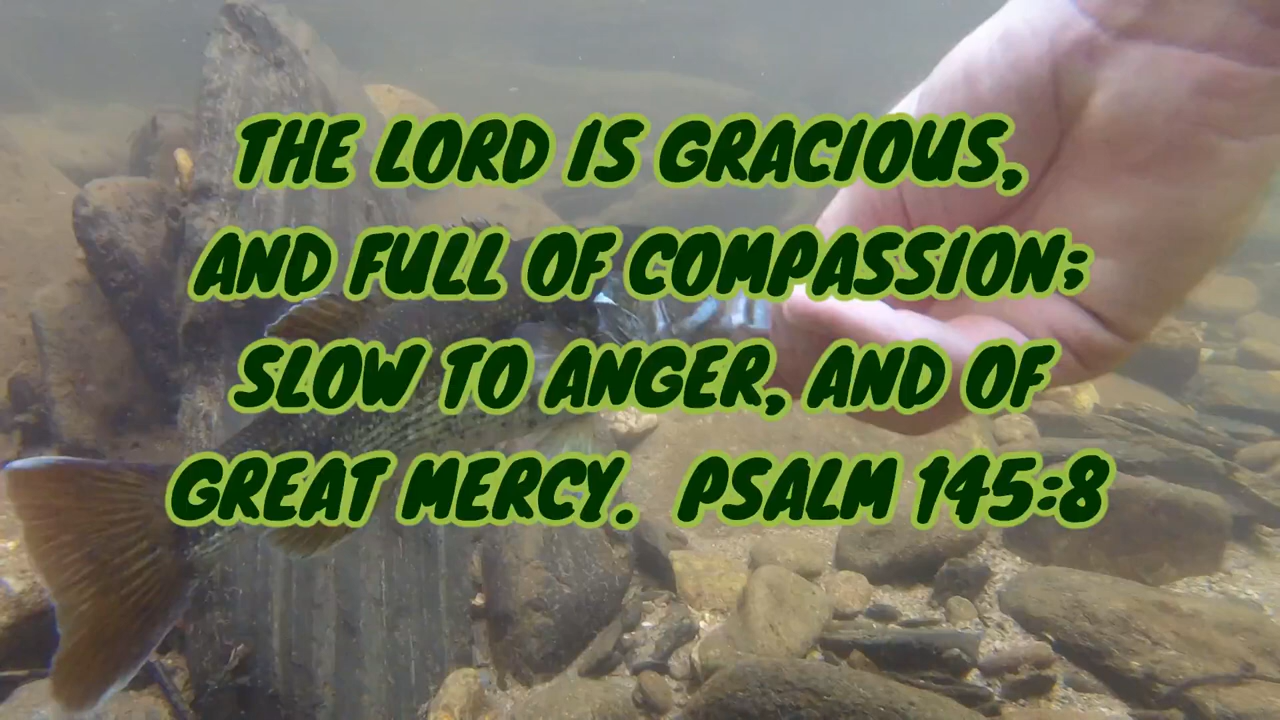 THE LORD IS GRACIOUS,
AND FULL OF COMPASSION;
SLOW TO ANGER, AND OF
GREAT MERCY.  PSALM 145:8